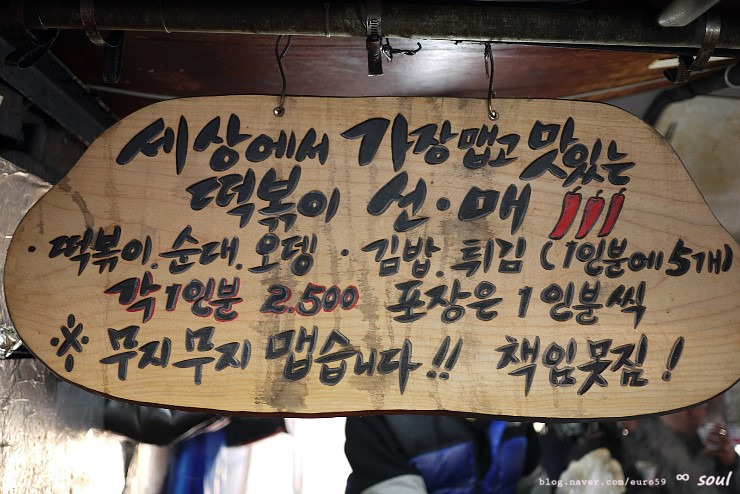 세상에서 가장맵고 맛있는
떡볶이 선·매
· 떡볶이. 순대. 오뎅 · 김밥. 튀김 (1인분에 5개)
각 1인분 2.500 포장은 1인분씩
※ 무지무지 맵습니다!! 책임못짐!
blog.naver.com/euro59 ∞ soul